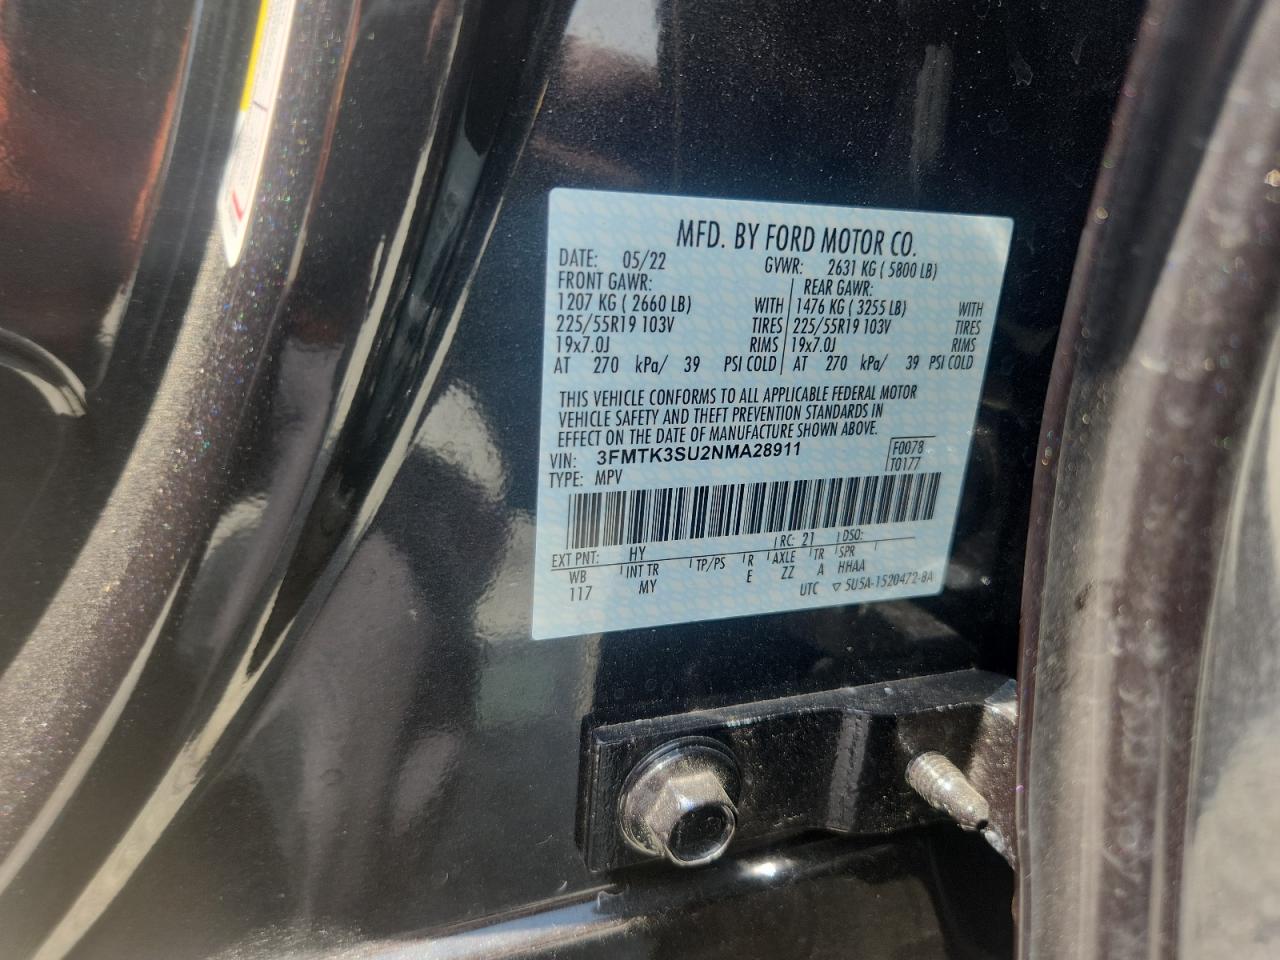 MFD. BY FORD MOTOR CO.
DATE: 05/22 GVWR: 2631 KG ( 5800 LB)
FRONT GAWR: REAR GAWR:
1207 KG ( 2660 LB) WITH 1476 KG ( 3255 LB) WITH
225/55R19 103V TIRES 225/55R19 103V TIRES
19x7.0J RIMS 19x7.0J RIMS
AT 270 kPa/ 39 PSI COLD AT 270 kPa/ 39 PSI COLD
THIS VEHICLE CONFORMS TO ALL APPLICABLE FEDERAL MOTOR
VEHICLE SAFETY AND THEFT PREVENTION STANDARDS IN
EFFECT ON THE DATE OF MANUFACTURE SHOWN ABOVE.
VIN: 3FMTK3SU2NMA28911 F0078
TYPE: MPV T0177
EXT PNT: HY RC: 21 DSO:
WB INT TR TP/PS R AXLE TR SPR
117 MY E ZZ A HHAA
UTC ▽ 5U5A-1520472-BA